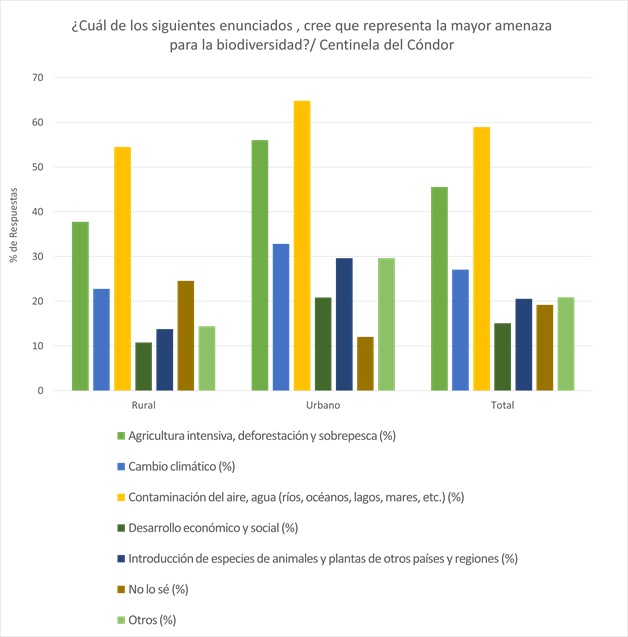 ¿Cuál de los siguientes enunciados , cree que representa la mayor amenaza
para la biodiversidad?/ Centinela del Cóndor
% de Respuestas
70
60
50
40
30
20
10
0
Rural
Urbano
Total
Agricultura intensiva, deforestación y sobrepesca (%)
Cambio climático (%)
Contaminación del aire, agua (ríos, océanos, lagos, mares, etc.) (%)
Desarrollo económico y social (%)
Introducción de especies de animales y plantas de otros países y regiones (%)
No lo sé (%)
Otros (%)